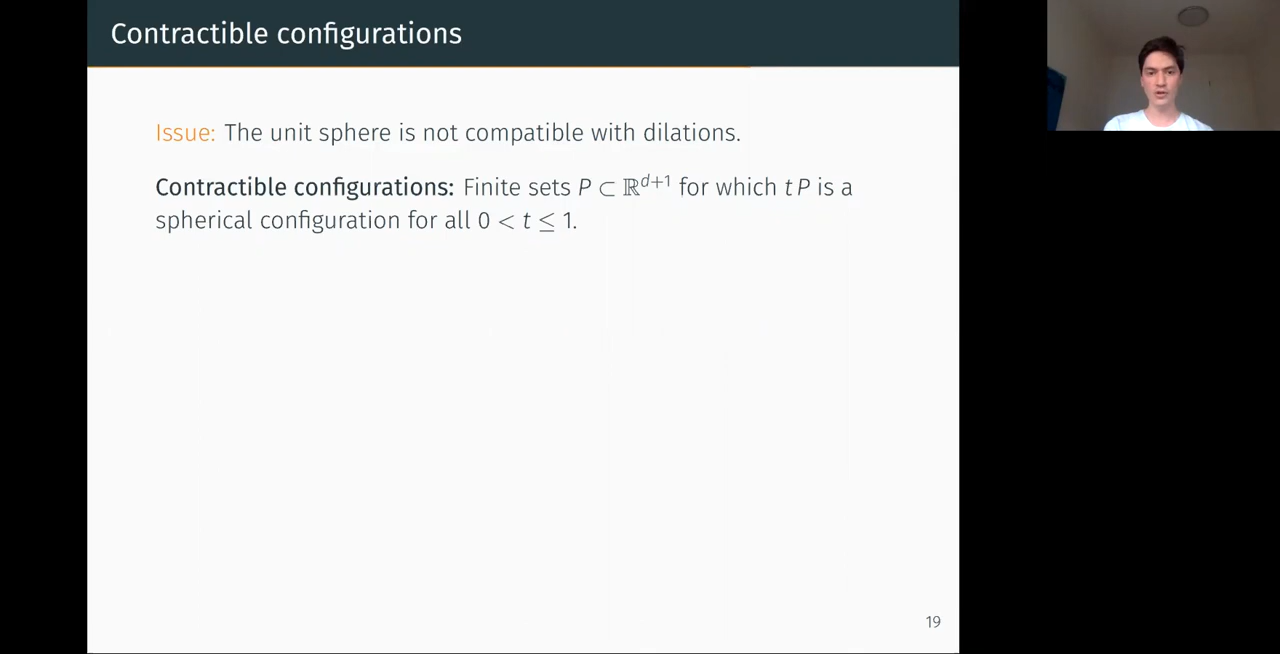 Contractible configurations
Issue: The unit sphere is not compatible with dilations.
Contractible configurations: Finite sets P ⊂ ℝ^{d+1} for which t P is a
spherical configuration for all 0 < t ≤ 1.
19